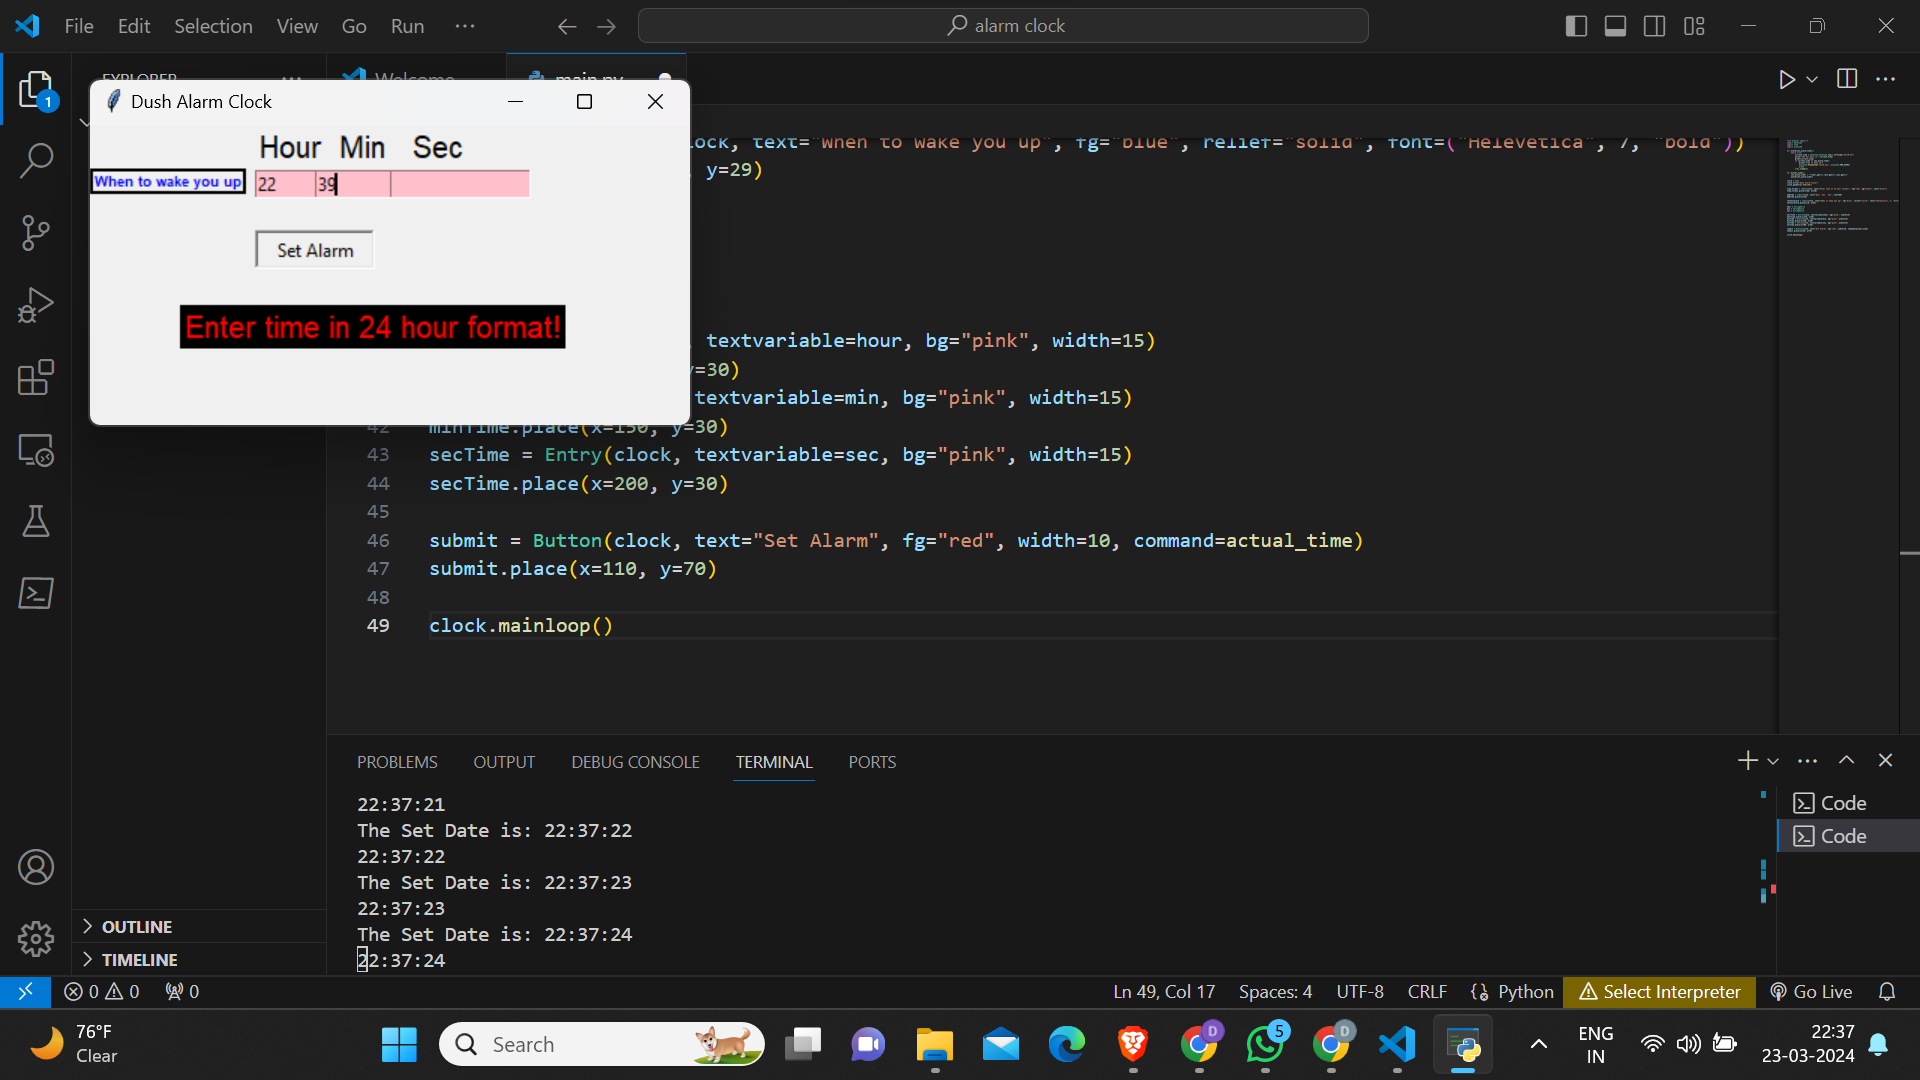 File Edit Selection View Go Run ···
alarm clock
EXPLORER
Welcome
main.py
Dush Alarm Clock
Hour Min Sec
When to wake you up
22 39
Set Alarm
Enter time in 24 hour format!
lock, text="When to wake you up", fg="blue", relief="solid", font=("Helevetica", 7, "bold"))
y=29)
, textvariable=hour, bg="pink", width=15)
y=30)
textvariable=min, bg="pink", width=15)
42 minTime.place(x=150, y=30)
43 secTime = Entry(clock, textvariable=sec, bg="pink", width=15)
44 secTime.place(x=200, y=30)
45
46 submit = Button(clock, text="Set Alarm", fg="red", width=10, command=actual_time)
47 submit.place(x=110, y=70)
48
49 clock.mainloop()
PROBLEMS OUTPUT DEBUG CONSOLE TERMINAL PORTS
22:37:21
The Set Date is: 22:37:22
22:37:22
The Set Date is: 22:37:23
22:37:23
The Set Date is: 22:37:24
22:37:24
Code
Code
1
OUTLINE
TIMELINE
0 0 0
Ln 49, Col 17 Spaces: 4 UTF-8 CRLF Python Select Interpreter Go Live
76°F
Clear
Search
D
5
D
ENG
IN
22:37
23-03-2024